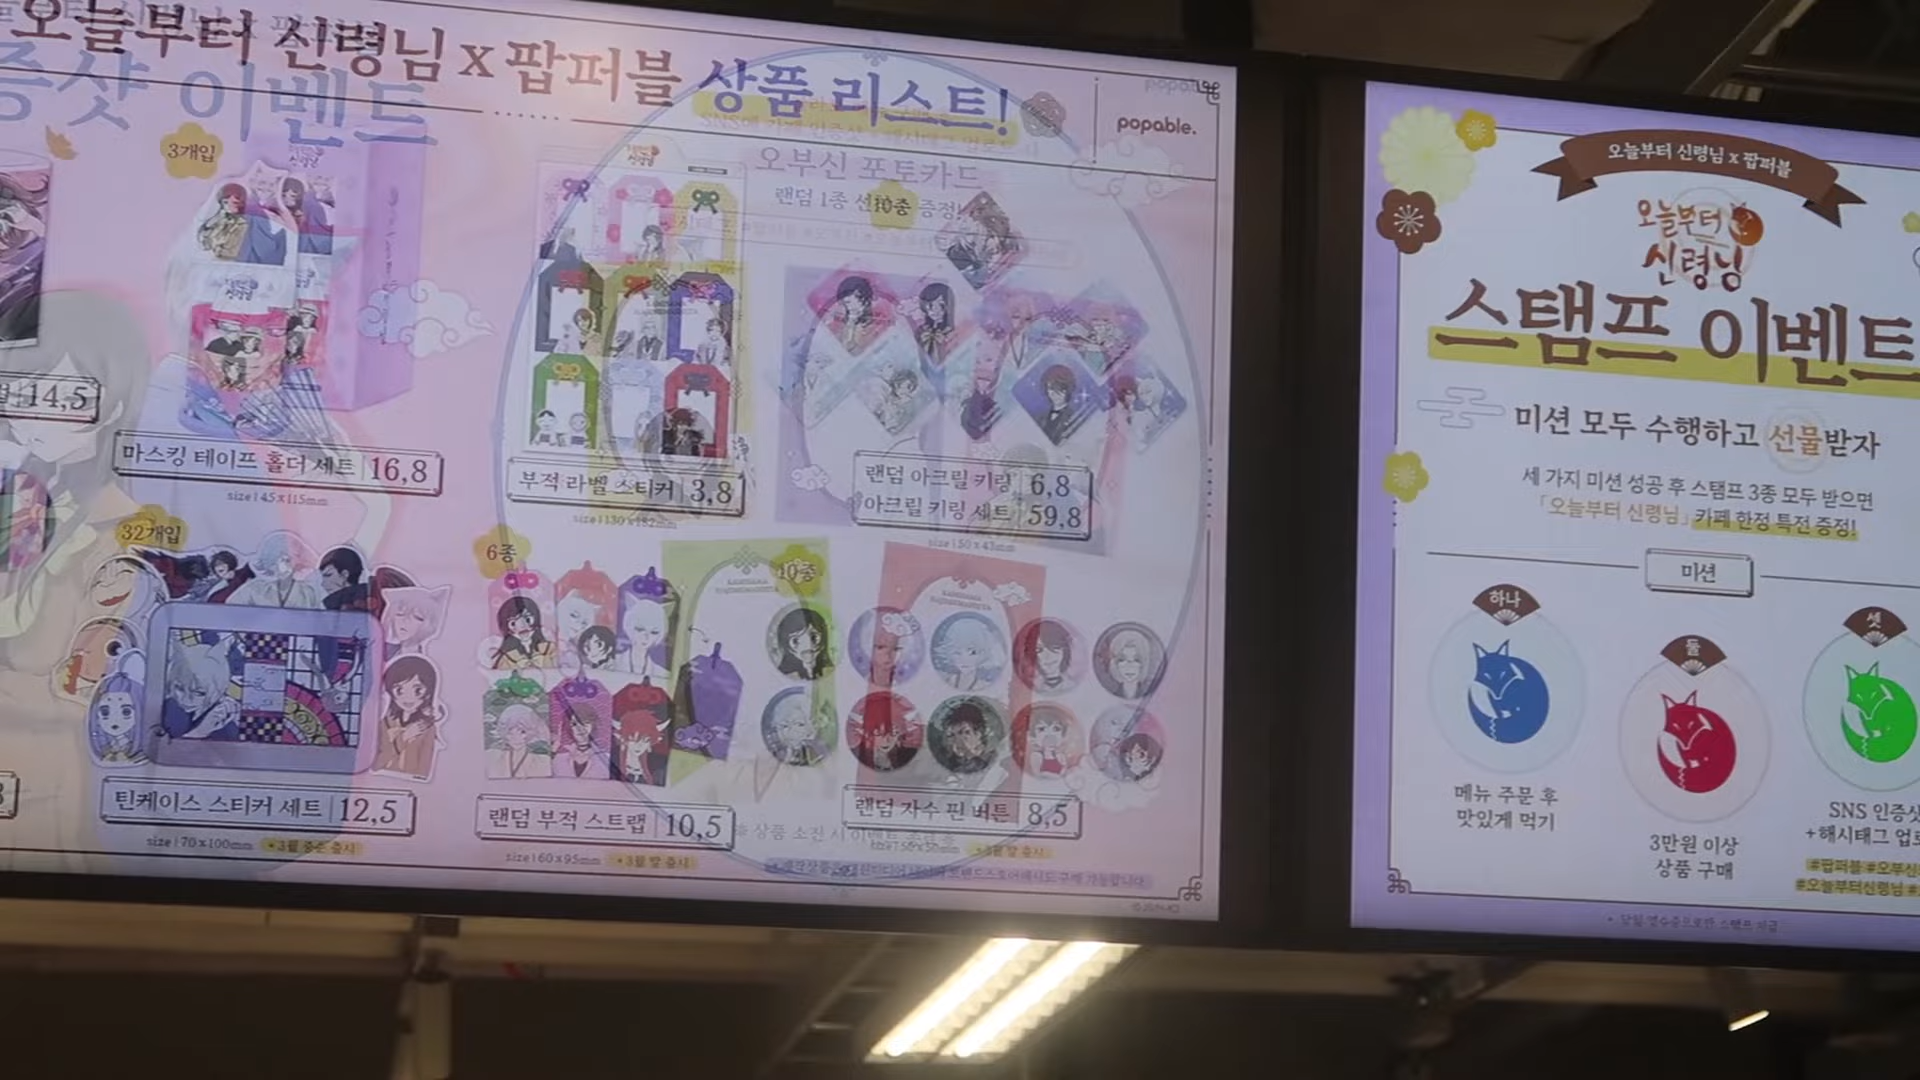 오늘부터 신령님 x 팝퍼블 상품 리스트!
증샷 이벤트
popable.
오부신 포토카드
3개입
10종
14,5
마스킹 테이프 홀더 세트 16,8
size | 45x115mm
부적 라벨 스티커 3,8
랜덤 아크릴 키링 6,8
아크릴 키링 세트 59,8
size | 50x43mm
32개입
6종
10종
틴케이스 스티커 세트 12,5
size | 70x100mm
랜덤 부적 스트랩 10,5
size | 60x95mm
랜덤 자수 핀 버튼 8,5
오늘부터 신령님 x 팝퍼블
오늘부터
신령님
스탬프 이벤트
미션 모두 수행하고 선물받자
세 가지 미션 성공 후 스탬프 3종 모두 받으면
「오늘부터 신령님」 카페 한정 특전 증정!
미션
하나
둘
셋
메뉴 주문 후
맛있게 먹기
3만원 이상
상품 구매
SNS 인증샷
+해시태그 업로
#팝퍼블 #오부신
#오늘부터신령님